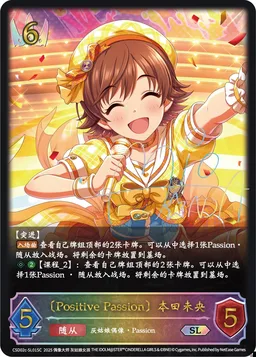 6
【变进】
入场曲 查看自己牌组顶部的2张卡牌。可以从中选择1张Passion·
随从放入战场。将剩余的卡牌放置到墓场。
②【课程_2】：查看自己牌组顶部的2张卡牌。可以从中选
择1张Passion·随从放入战场。将剩余的卡牌放置到墓场。
5
〔Positive Passion〕本田未央
5
随从
灰姑娘偶像·Passion
SL